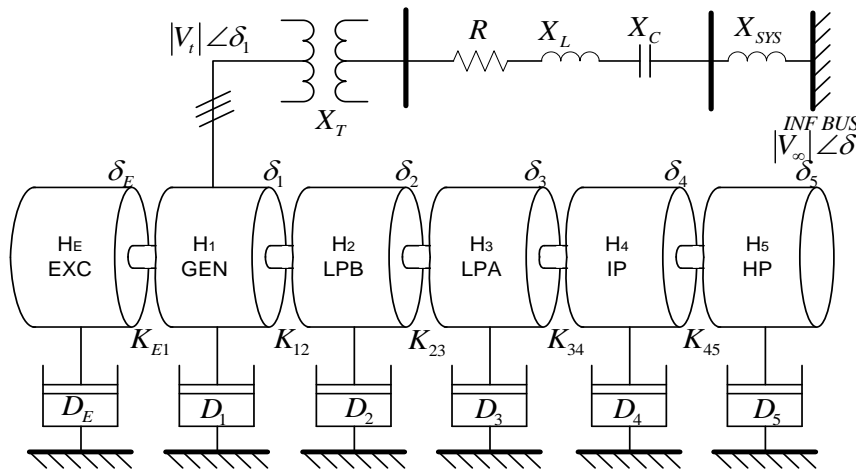 |V_t|∠δ_1
X_T
R
X_L
X_C
X_SYS
INF BUS
|V_∞|∠δ
δ_E
δ_1
δ_2
δ_3
δ_4
δ_5
H_E
EXC
H_1
GEN
H_2
LPB
H_3
LPA
H_4
IP
H_5
HP
K_E1
K_12
K_23
K_34
K_45
D_E
D_1
D_2
D_3
D_4
D_5